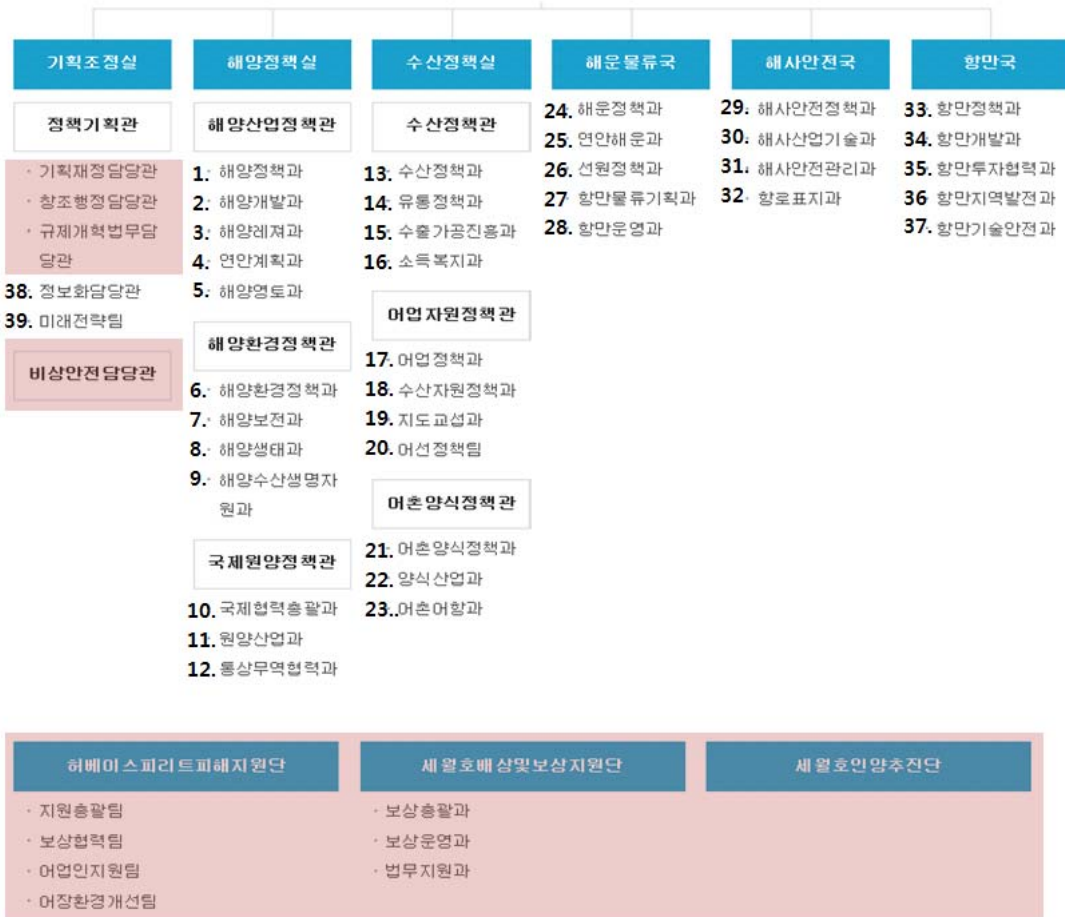 기획조정실
정책기획관
· 기획재정담당관
· 창조행정담당관
· 규제개혁법무담
당관
38. 정보화담당관
39. 미래전략팀
비상안전담당관
해양정책실
해양산업정책관
1. 해양정책과
2. 해양개발과
3. 해양레져과
4. 연안계획과
5. 해양영토과
해양환경정책관
6. 해양환경정책과
7. 해양보전과
8. 해양생태과
9. 해양수산생명자
원과
국제원양정책관
10. 국제협력총괄과
11. 원양산업과
12. 통상무역협력과
수산정책실
수산정책관
13. 수산정책과
14. 유통정책과
15. 수출가공진흥과
16. 소득복지과
어업자원정책관
17. 어업정책과
18. 수산자원정책과
19. 지도교섭과
20. 어선정책팀
어촌양식정책관
21. 어촌양식정책과
22. 양식산업과
23.. 어촌어항과
해운물류국
24. 해운정책과
25. 연안해운과
26. 선원정책과
27 항만물류기획과
28. 항만운영과
해사안전국
29. 해사안전정책과
30. 해사산업기술과
31. 해사안전관리과
32· 항로표지과
항만국
33. 항만정책과
34. 항만개발과
35. 항만투자협력과
36 항만지역발전과
37. 항만기술안전과
허베이스피리트피해지원단
· 지원총괄팀
· 보상협력팀
· 어업인지원팀
· 어장환경개선팀
세월호배상및보상지원단
· 보상총괄과
· 보상운영과
· 법무지원과
세월호인양추진단